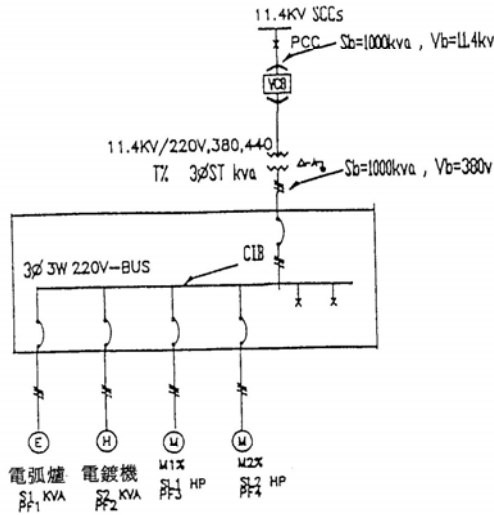 11.4KV SCCs
PCC
Sb=1000kva , Vb=11.4kv
VCB
11.4KV/220V,380,440
T% 3∅ST kva
Sb=1000kva , Vb=380v
3∅ 3W 220V-BUS
CIB
E
H
M
M
電弧爐
S1 KVA
PF1
電鍍機
S2 KVA
PF2
M1%
SL1 HP
PF3
M2%
SL2 HP
PF4